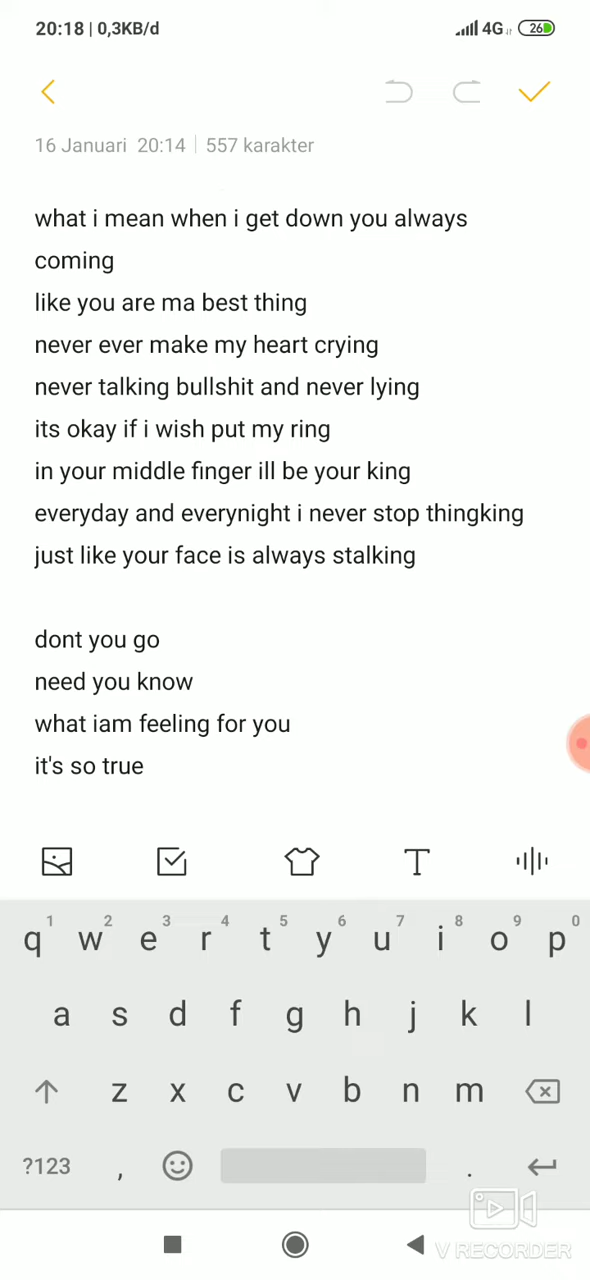 20:18 | 0,3KB/d 4G 26
16 Januari 20:14 | 557 karakter
what i mean when i get down you always
coming
like you are ma best thing
never ever make my heart crying
never talking bullshit and never lying
its okay if i wish put my ring
in your middle finger ill be your king
everyday and everynight i never stop thingking
just like your face is always stalking
dont you go
need you know
what iam feeling for you
it's so true
T
1 2 3 4 5 6 7 8 9 0
q w e r t y u i o p
a s d f g h j k l
z x c v b n m
?123 , .
V RECORDER